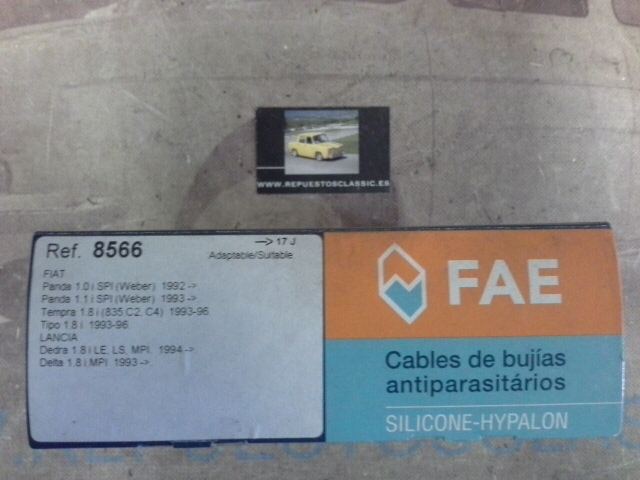 WWW.REPUESTOSCLASSIC.ES
Ref. 8566
--> 17 J
Adaptable/Suitable
FIAT
Panda 1.0 i SPI (Weber) 1992 ->
Panda 1.1 i SPI (Weber) 1993 ->
Tempra 1.8 i (835 C2, C4) 1993-96
Tipo 1.8 i 1993-96
LANCIA
Dedra 1.8 i LE, LS, MPI. 1994 ->
Delta 1.8 i MPI 1993 ->
FAE
Cables de bujías
antiparasitários
SILICONE-HYPALON